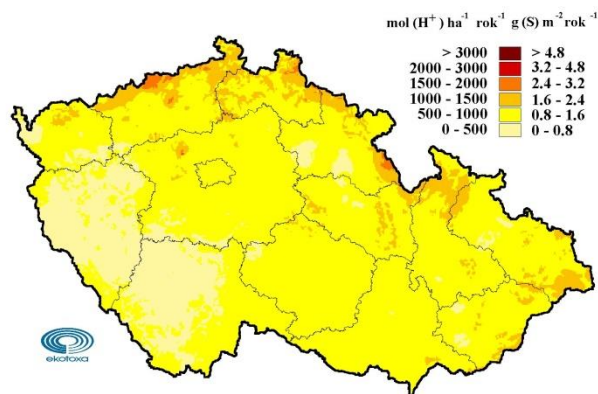 mol (H⁺) ha⁻¹ rok⁻¹ g (S) m⁻² rok⁻¹
> 3000 > 4.8
2000 - 3000 3.2 - 4.8
1500 - 2000 2.4 - 3.2
1000 - 1500 1.6 - 2.4
500 - 1000 0.8 - 1.6
0 - 500 0 - 0.8
ekotoxa